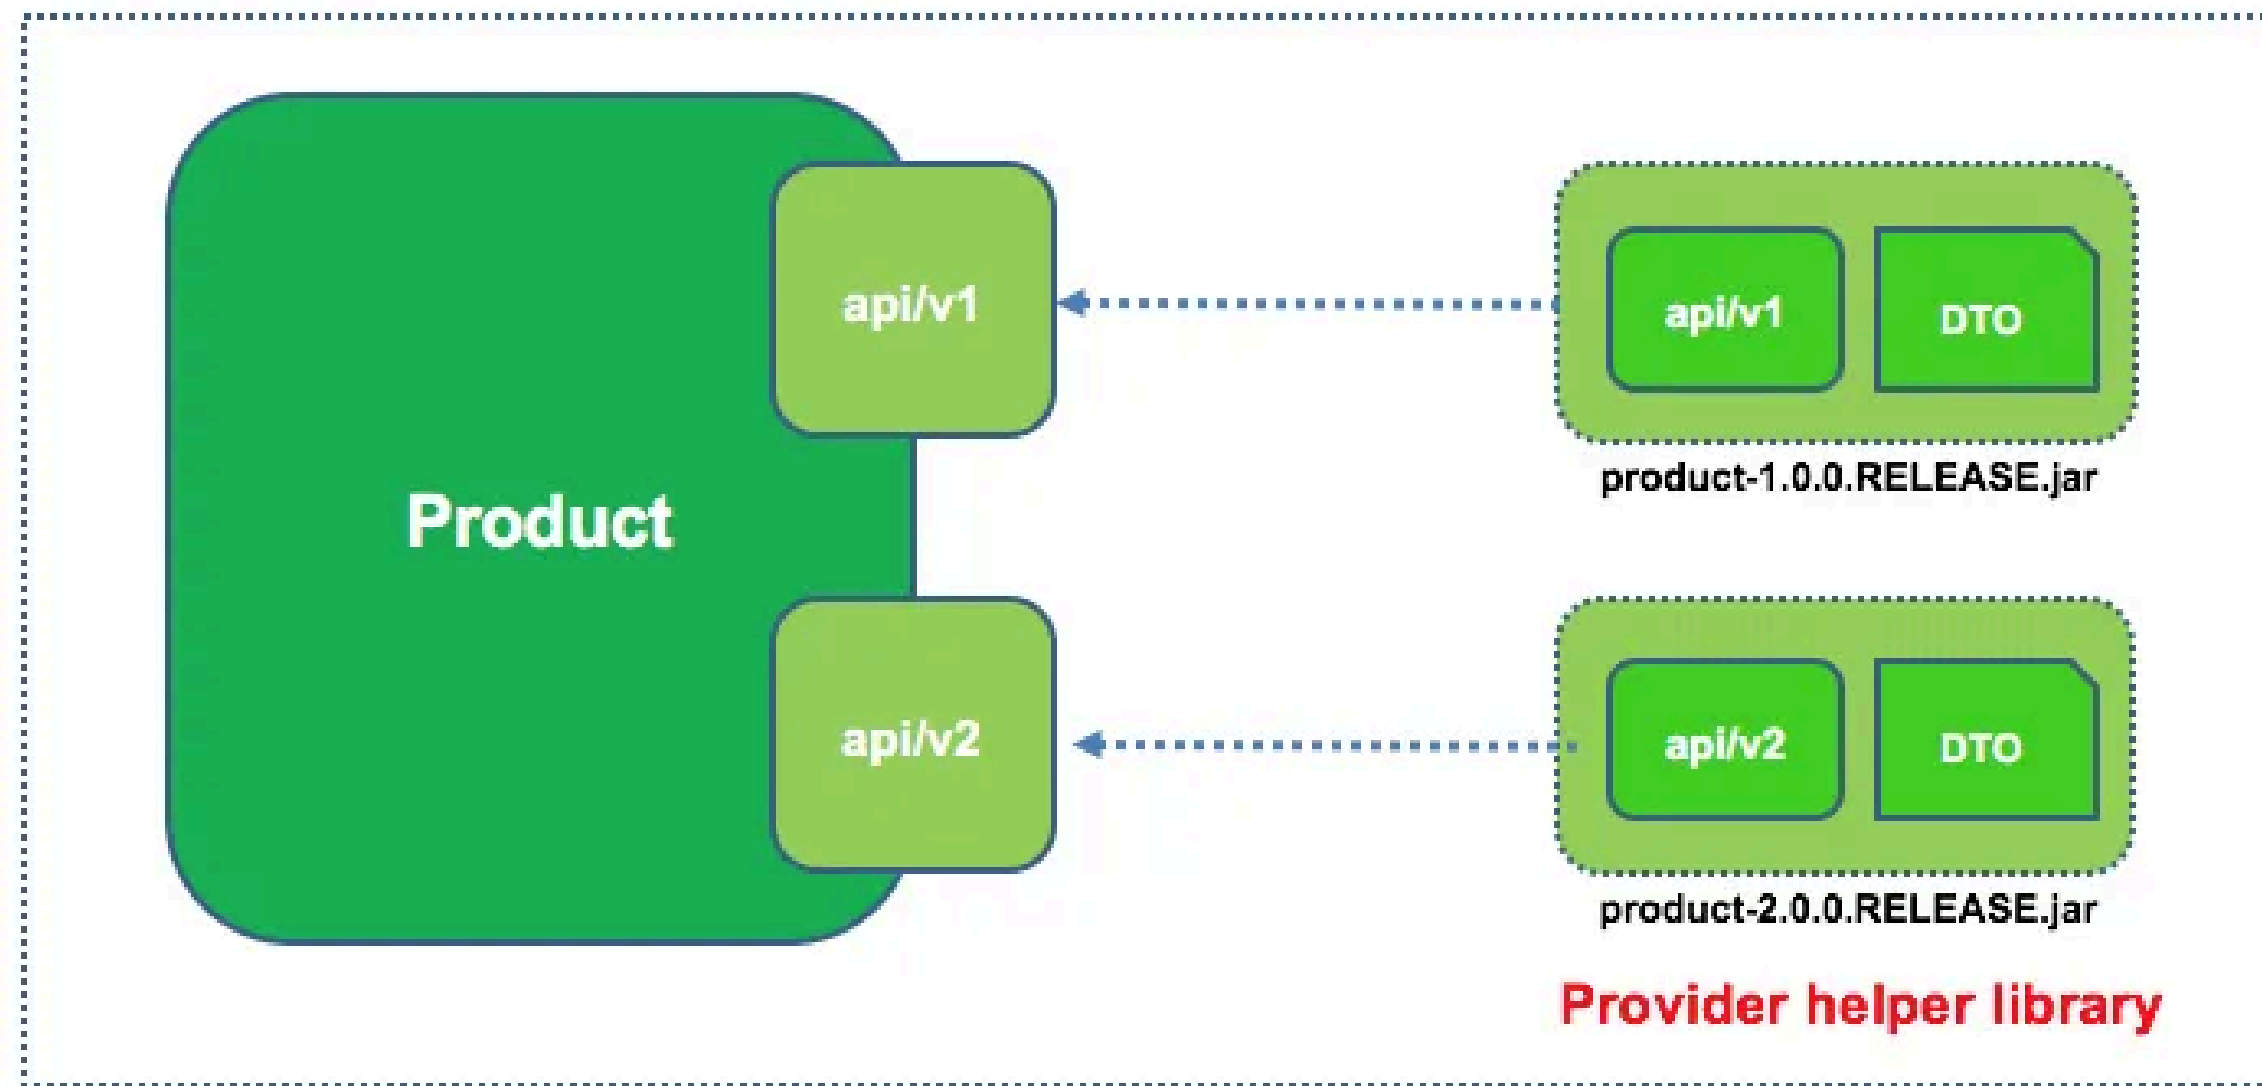 Product
api/v1
api/v1
DTO
product-1.0.0.RELEASE.jar
api/v2
api/v2
DTO
product-2.0.0.RELEASE.jar
Provider helper library